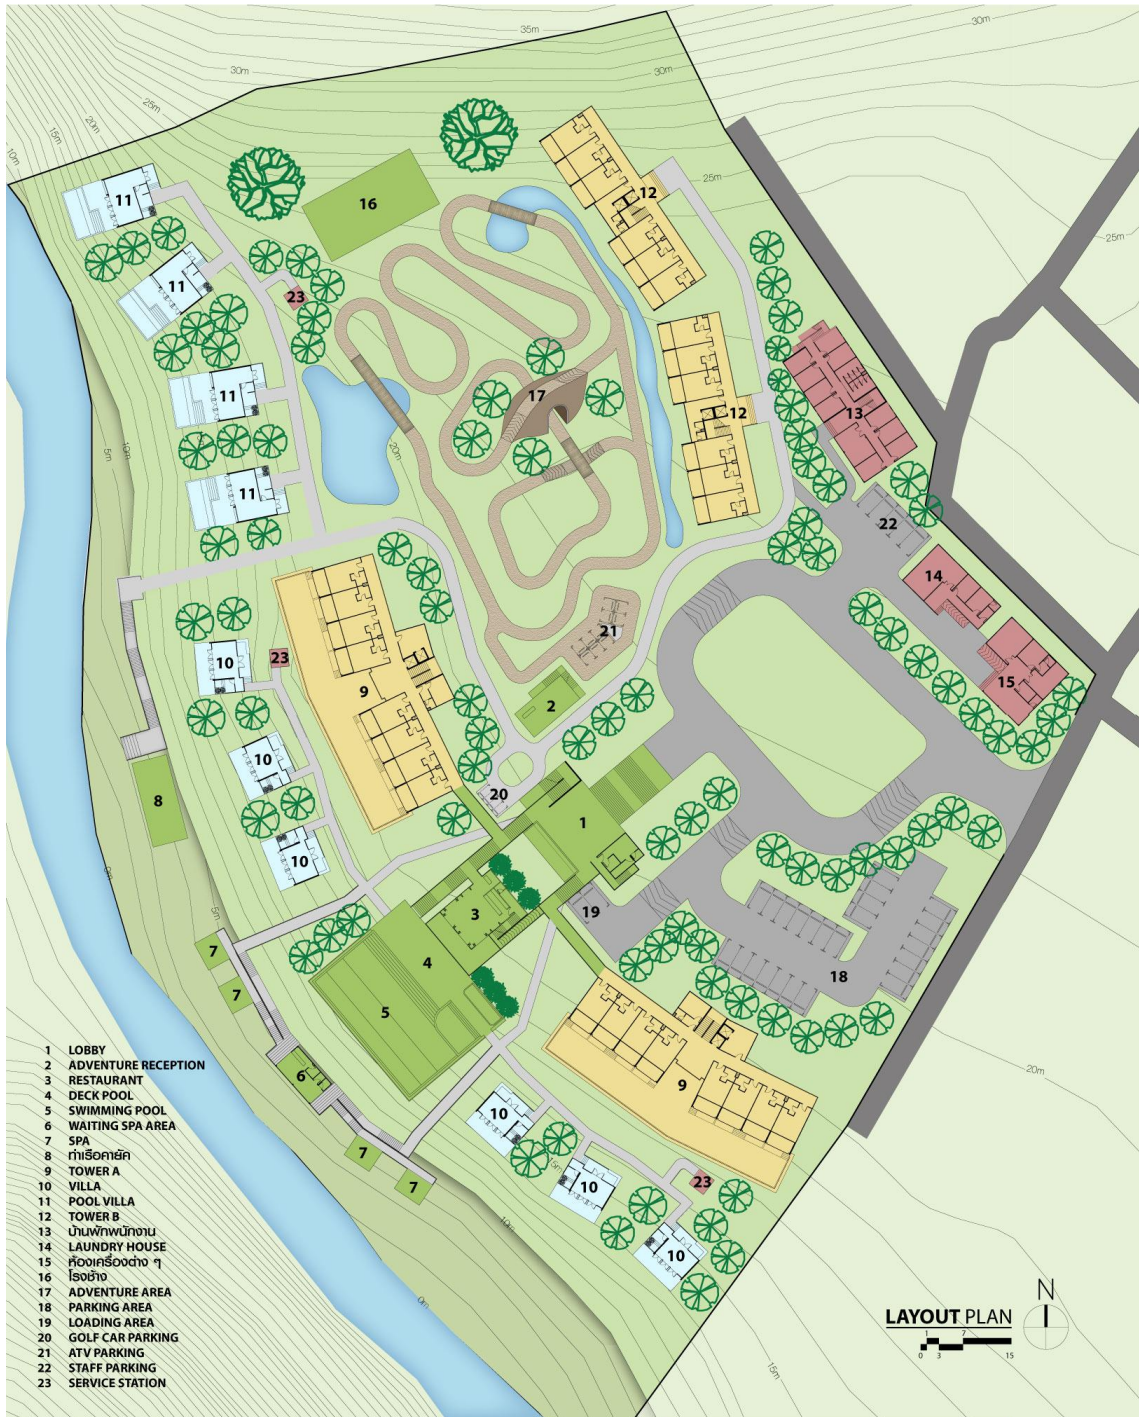 35m
30m
30m
30m
25m
20m
15m
10m
25m
25m
12
11
16
11
23
12
17
11
13
20m
10m
5m
11
22
14
21
10
23
9
15
2
10
20
8
1
10
0m
3
19
5m
7
4
18
7
5
6
9
20m
10
7
15m
23
7
10
10m
10
0m
15m
1 LOBBY
2 ADVENTURE RECEPTION
3 RESTAURANT
4 DECK POOL
5 SWIMMING POOL
6 WAITING SPA AREA
7 SPA
8 ท่าเรือคายัค
9 TOWER A
10 VILLA
11 POOL VILLA
12 TOWER B
13 บ้านพักพนักงาน
14 LAUNDRY HOUSE
15 ห้องเครื่องต่าง ๆ
16 โรงช้าง
17 ADVENTURE AREA
18 PARKING AREA
19 LOADING AREA
20 GOLF CAR PARKING
21 ATV PARKING
22 STAFF PARKING
23 SERVICE STATION
N
LAYOUT PLAN
1 7
0 3 15